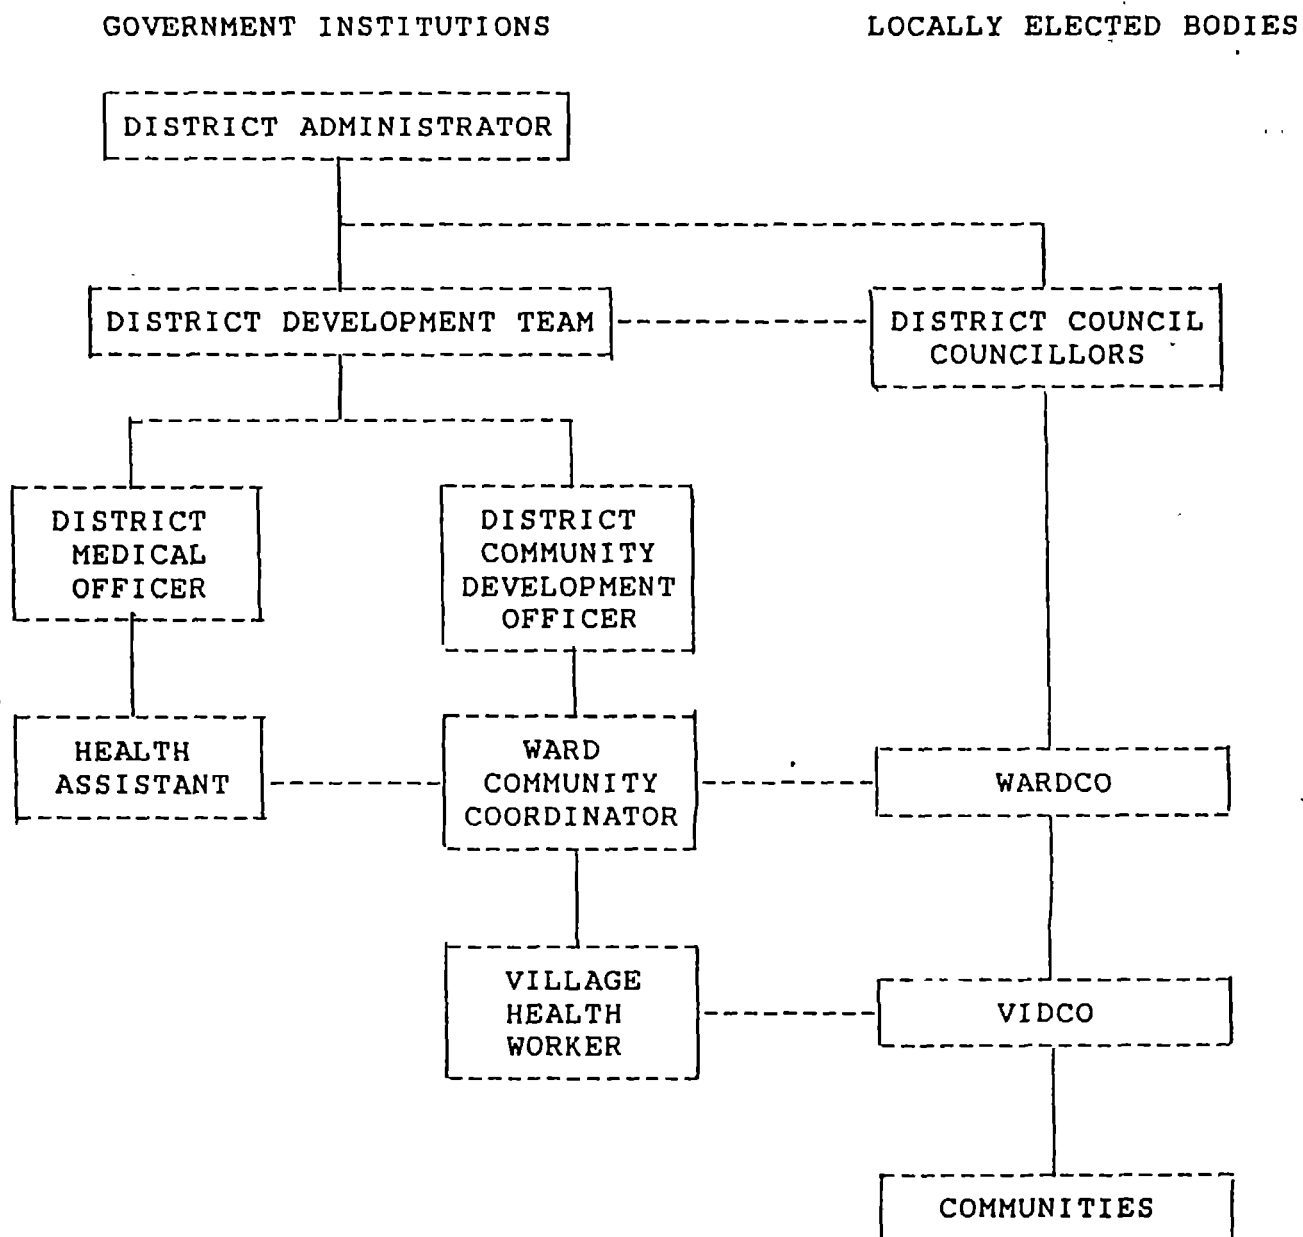 GOVERNMENT INSTITUTIONS
LOCALLY ELECTED BODIES
DISTRICT ADMINISTRATOR
DISTRICT DEVELOPMENT TEAM
DISTRICT COUNCIL
COUNCILLORS
DISTRICT
MEDICAL
OFFICER
DISTRICT
COMMUNITY
DEVELOPMENT
OFFICER
HEALTH
ASSISTANT
WARD
COMMUNITY
COORDINATOR
WARDCO
VILLAGE
HEALTH
WORKER
VIDCO
COMMUNITIES